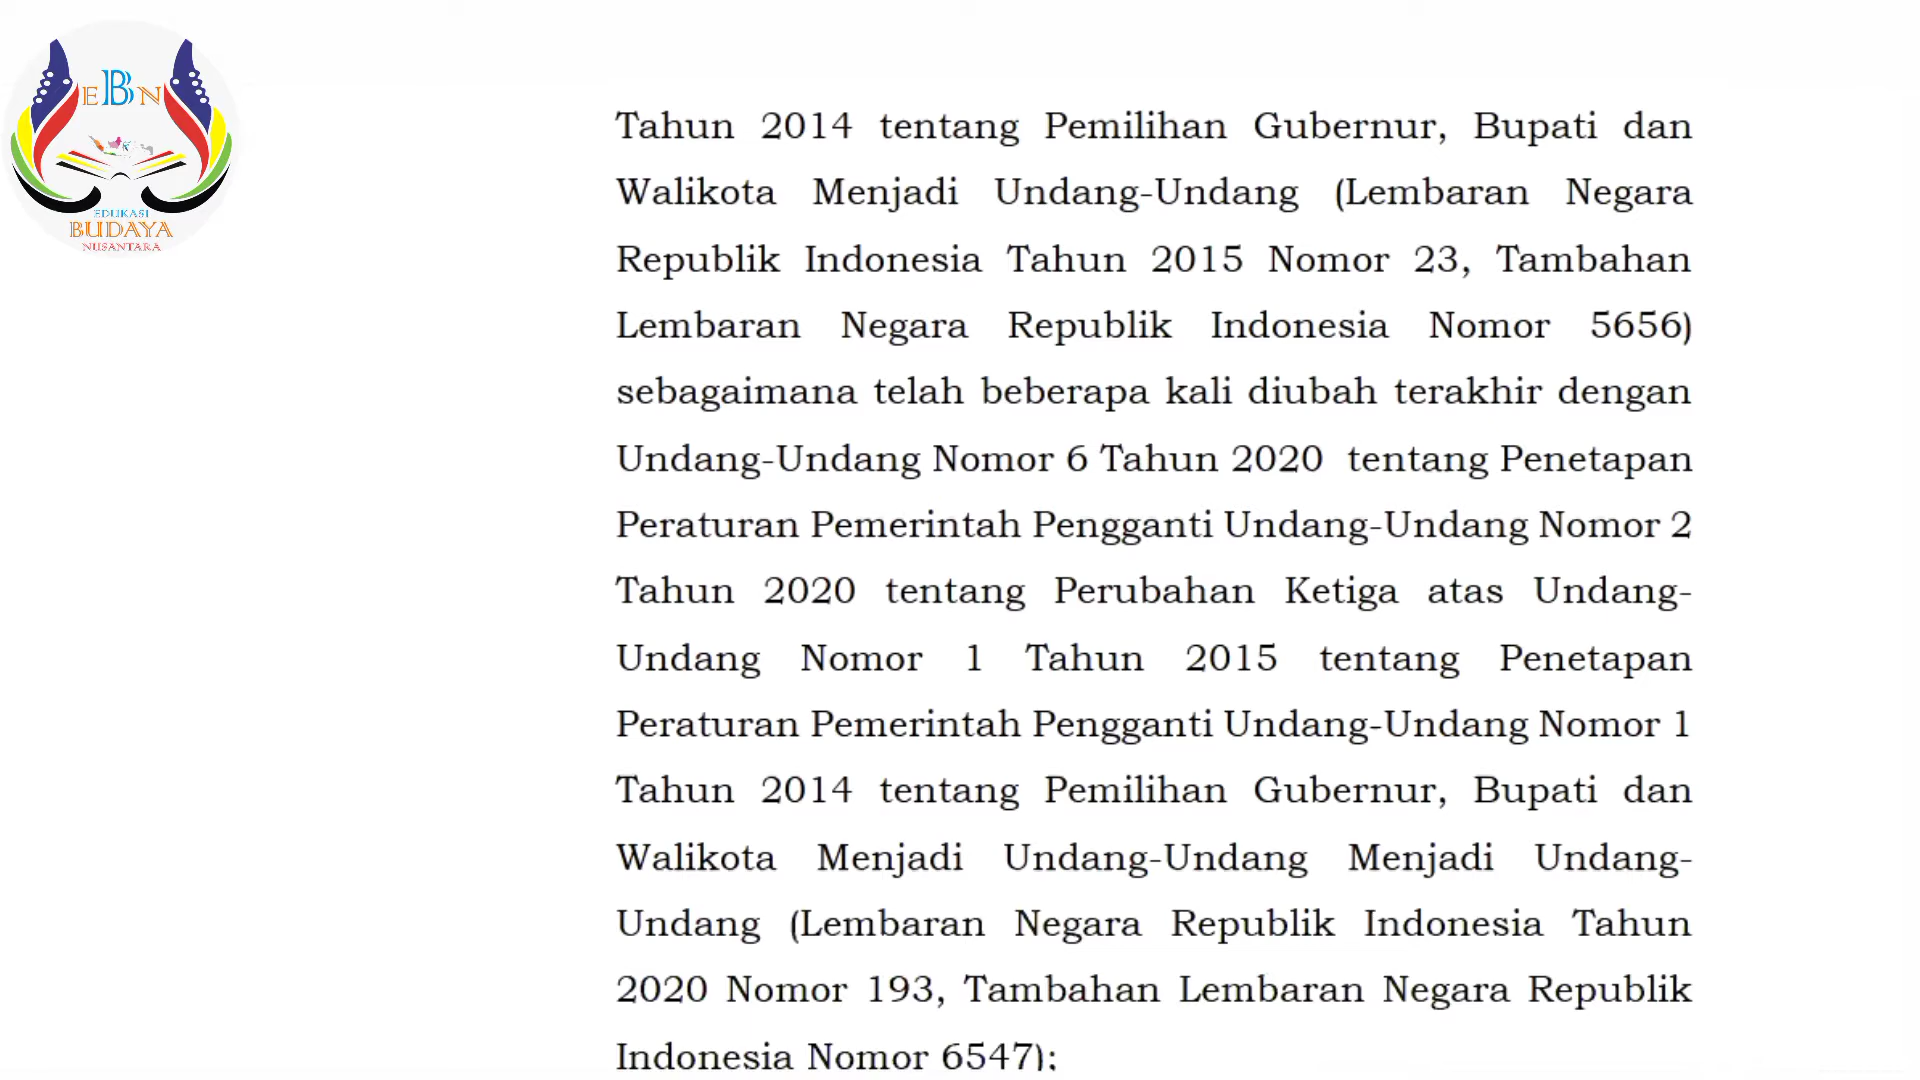 EBN
EDUKASI
BUDAYA
NUSANTARA
Tahun 2014 tentang Pemilihan Gubernur, Bupati dan
Walikota Menjadi Undang-Undang (Lembaran Negara
Republik Indonesia Tahun 2015 Nomor 23, Tambahan
Lembaran Negara Republik Indonesia Nomor 5656)
sebagaimana telah beberapa kali diubah terakhir dengan
Undang-Undang Nomor 6 Tahun 2020 tentang Penetapan
Peraturan Pemerintah Pengganti Undang-Undang Nomor 2
Tahun 2020 tentang Perubahan Ketiga atas Undang-
Undang Nomor 1 Tahun 2015 tentang Penetapan
Peraturan Pemerintah Pengganti Undang-Undang Nomor 1
Tahun 2014 tentang Pemilihan Gubernur, Bupati dan
Walikota Menjadi Undang-Undang Menjadi Undang-
Undang (Lembaran Negara Republik Indonesia Tahun
2020 Nomor 193, Tambahan Lembaran Negara Republik
Indonesia Nomor 6547);